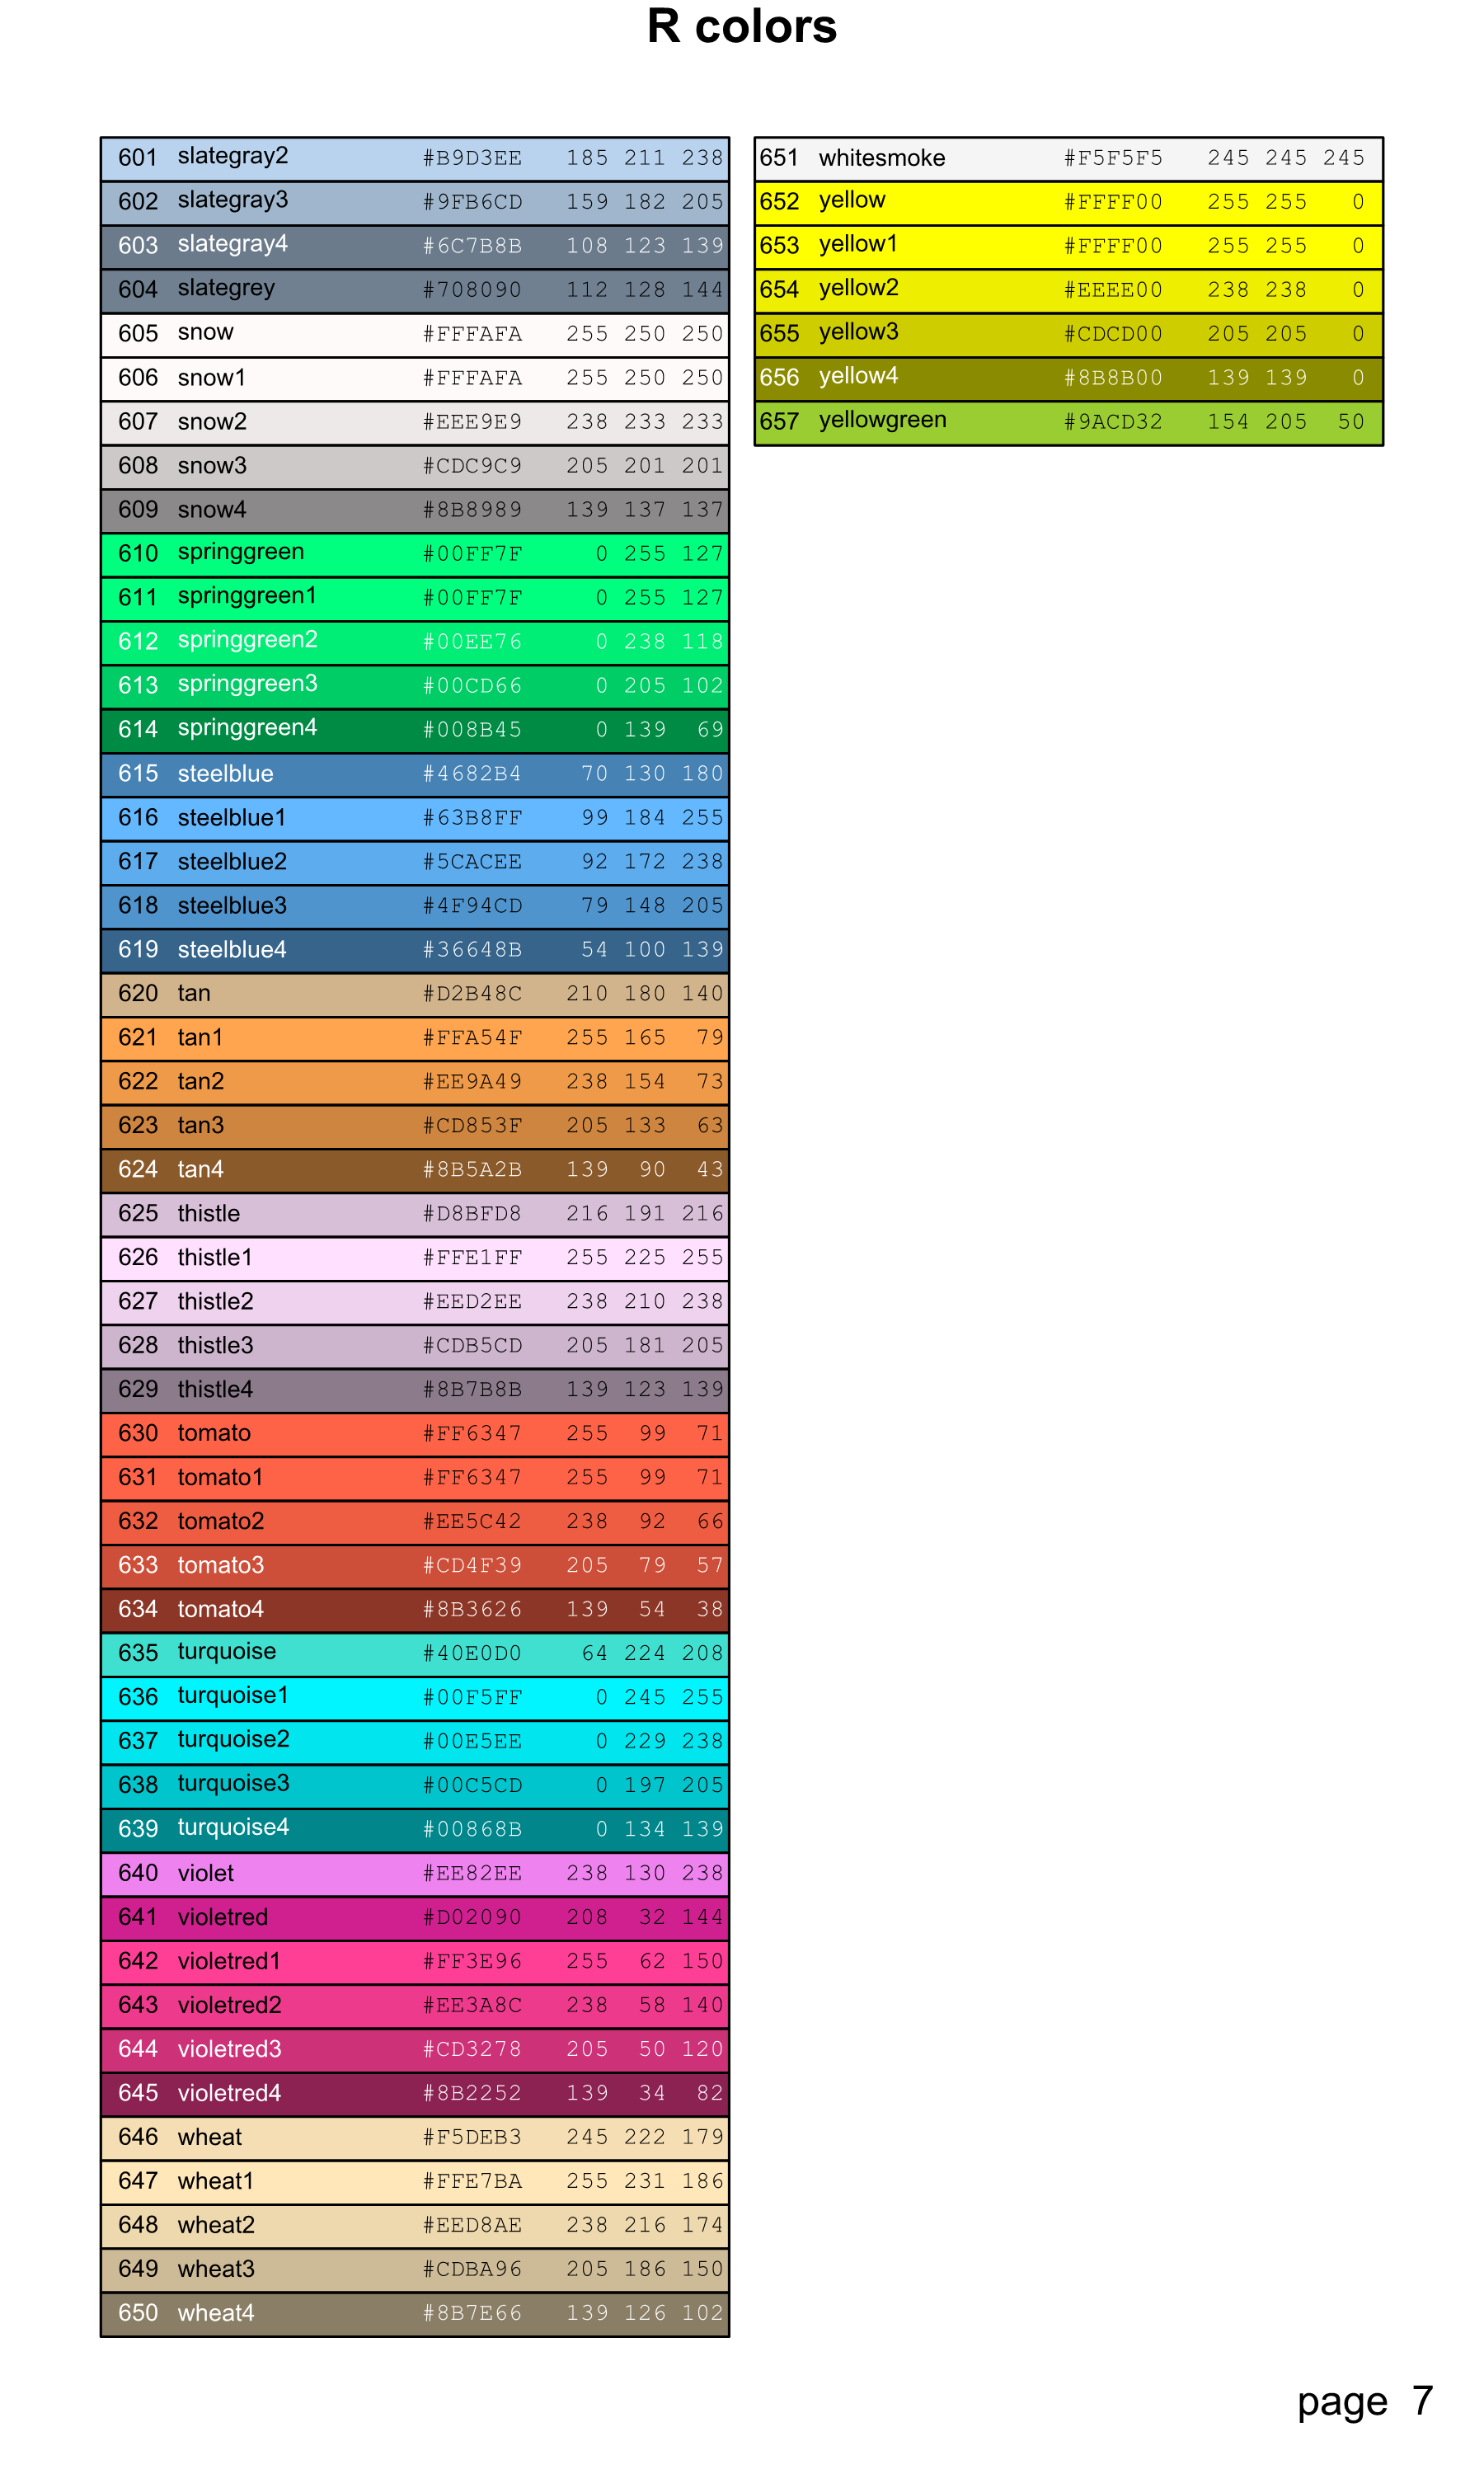 R colors
601 slategray2 #B9D3EE 185 211 238
602 slategray3 #9FB6CD 159 182 205
603 slategray4 #6C7B8B 108 123 139
604 slategrey #708090 112 128 144
605 snow #FFFAFA 255 250 250
606 snow1 #FFFAFA 255 250 250
607 snow2 #EEE9E9 238 233 233
608 snow3 #CDC9C9 205 201 201
609 snow4 #8B8989 139 137 137
610 springgreen #00FF7F 0 255 127
611 springgreen1 #00FF7F 0 255 127
612 springgreen2 #00EE76 0 238 118
613 springgreen3 #00CD66 0 205 102
614 springgreen4 #008B45 0 139 69
615 steelblue #4682B4 70 130 180
616 steelblue1 #63B8FF 99 184 255
617 steelblue2 #5CACEE 92 172 238
618 steelblue3 #4F94CD 79 148 205
619 steelblue4 #36648B 54 100 139
620 tan #D2B48C 210 180 140
621 tan1 #FFA54F 255 165 79
622 tan2 #EE9A49 238 154 73
623 tan3 #CD853F 205 133 63
624 tan4 #8B5A2B 139 90 43
625 thistle #D8BFD8 216 191 216
626 thistle1 #FFE1FF 255 225 255
627 thistle2 #EED2EE 238 210 238
628 thistle3 #CDB5CD 205 181 205
629 thistle4 #8B7B8B 139 123 139
630 tomato #FF6347 255 99 71
631 tomato1 #FF6347 255 99 71
632 tomato2 #EE5C42 238 92 66
633 tomato3 #CD4F39 205 79 57
634 tomato4 #8B3626 139 54 38
635 turquoise #40E0D0 64 224 208
636 turquoise1 #00F5FF 0 245 255
637 turquoise2 #00E5EE 0 229 238
638 turquoise3 #00C5CD 0 197 205
639 turquoise4 #00868B 0 134 139
640 violet #EE82EE 238 130 238
641 violetred #D02090 208 32 144
642 violetred1 #FF3E96 255 62 150
643 violetred2 #EE3A8C 238 58 140
644 violetred3 #CD3278 205 50 120
645 violetred4 #8B2252 139 34 82
646 wheat #F5DEB3 245 222 179
647 wheat1 #FFE7BA 255 231 186
648 wheat2 #EED8AE 238 216 174
649 wheat3 #CDBA96 205 186 150
650 wheat4 #8B7E66 139 126 102
651 whitesmoke #F5F5F5 245 245 245
652 yellow #FFFF00 255 255 0
653 yellow1 #FFFF00 255 255 0
654 yellow2 #EEEE00 238 238 0
655 yellow3 #CDCD00 205 205 0
656 yellow4 #8B8B00 139 139 0
657 yellowgreen #9ACD32 154 205 50
page 7